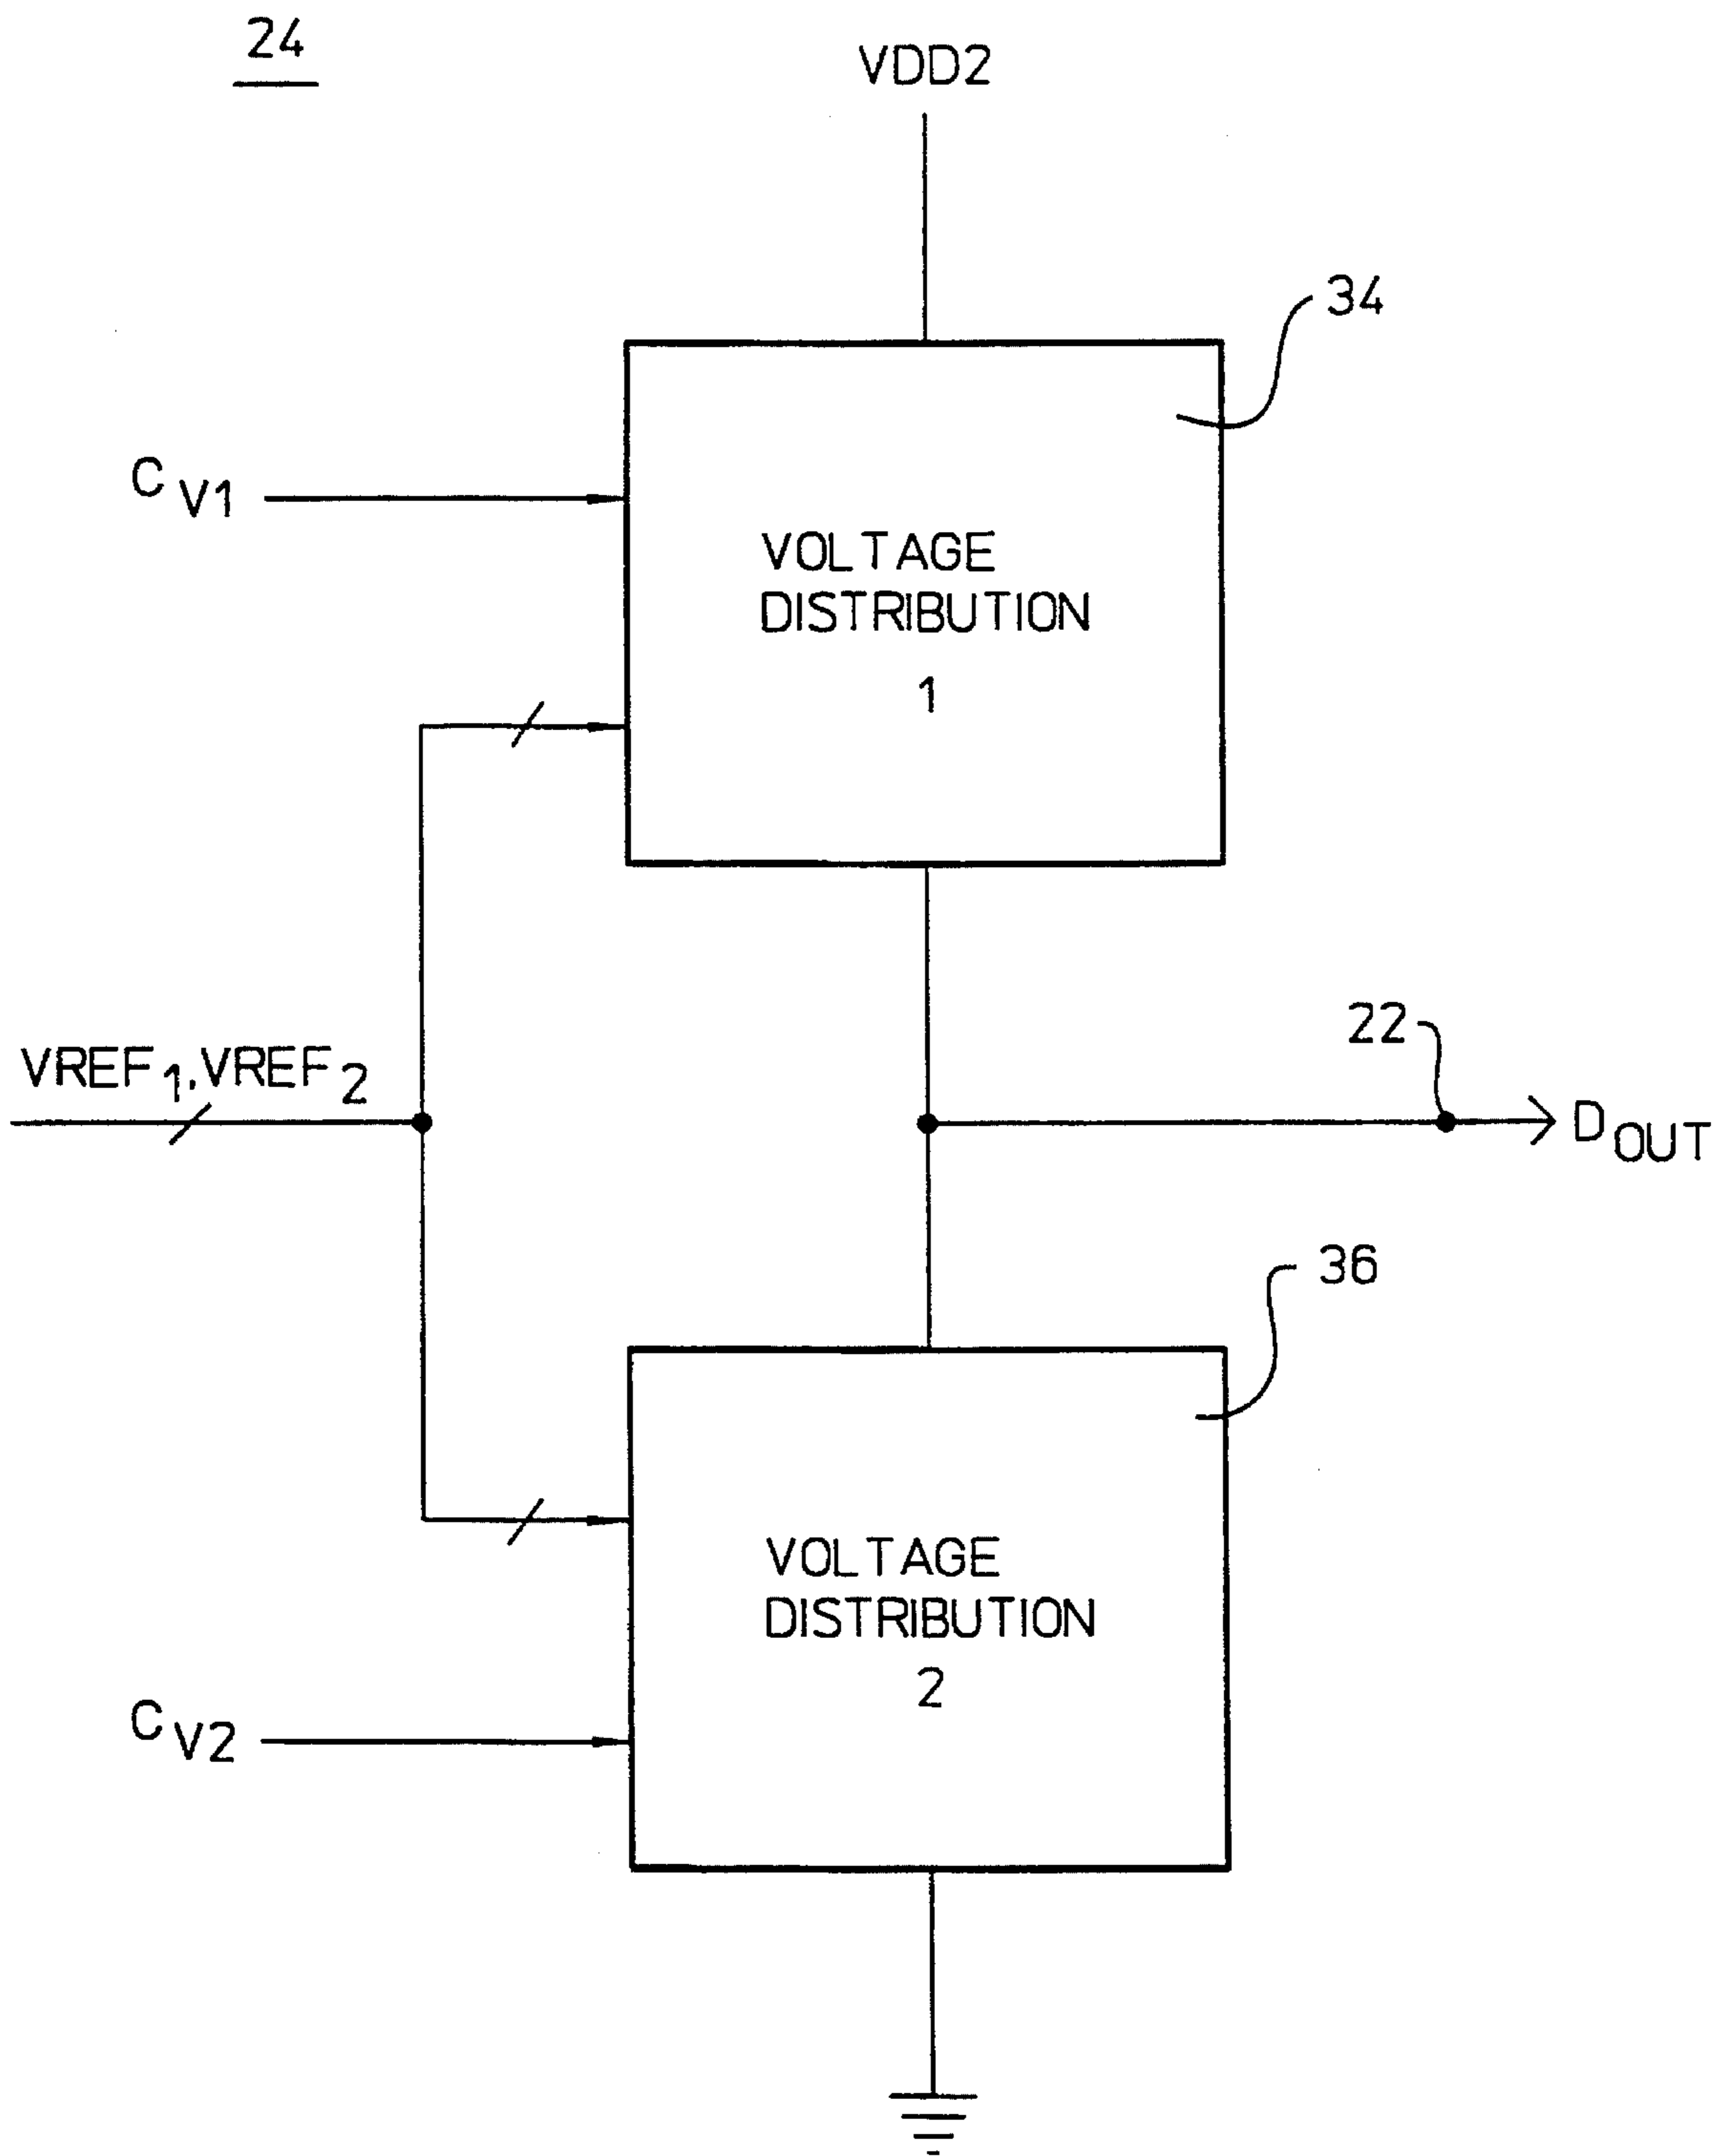 24
VDD2
34
CV1
VOLTAGE
DISTRIBUTION
1
22
VREF1,VREF2
DOUT
36
VOLTAGE
DISTRIBUTION
2
CV2